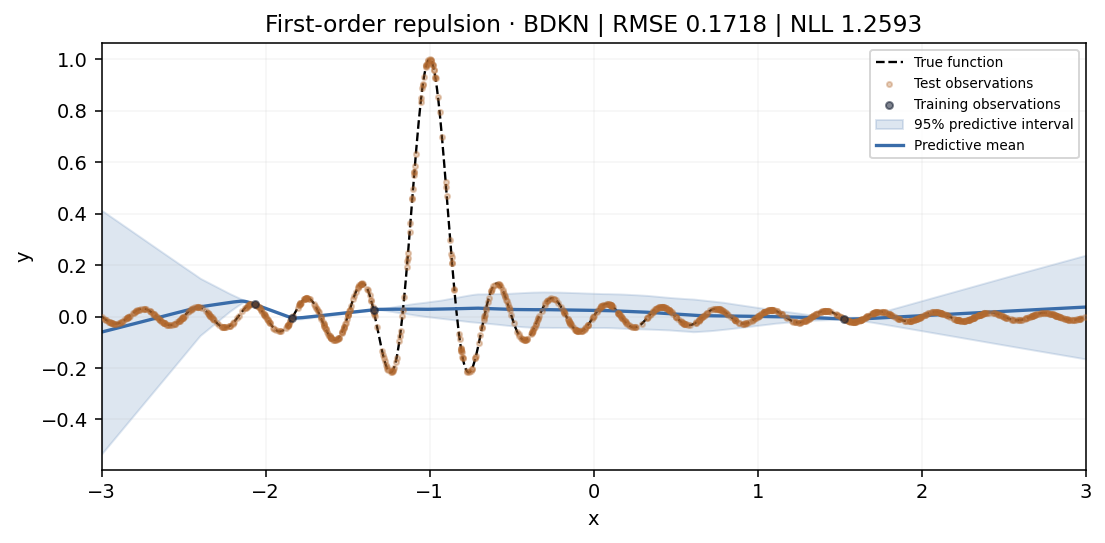 First-order repulsion · BDKN | RMSE 0.1718 | NLL 1.2593
True function
Test observations
Training observations
95% predictive interval
Predictive mean
1.0
0.8
0.6
0.4
0.2
0.0
−0.2
−0.4
y
−3
−2
−1
0
1
2
3
x